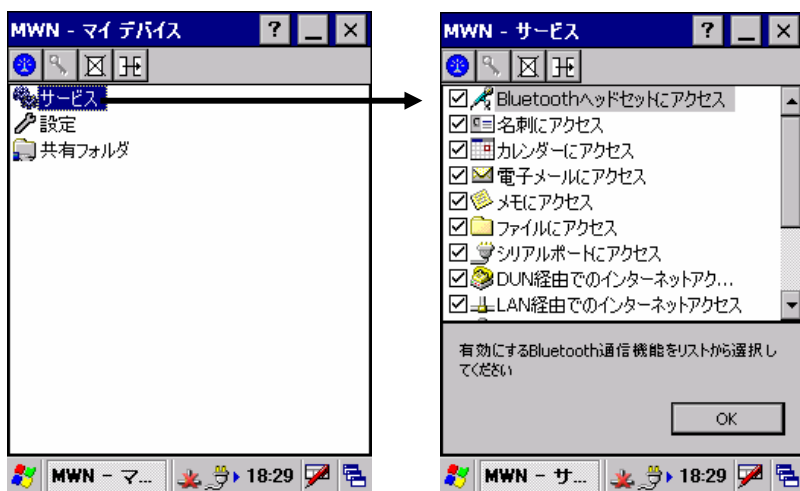 MWN - マイ デバイス
サービス
設定
共有フォルダ
MWN - マ...
18:29
MWN - サービス
Bluetoothヘッドセットにアクセス
名刺にアクセス
カレンダーにアクセス
電子メールにアクセス
メモにアクセス
ファイルにアクセス
シリアルポートにアクセス
DUN経由でのインターネットアク...
LAN経由でのインターネットアクセス
有効にするBluetooth通信機能をリストから選択し
てください
OK
MWN - サ...
18:29